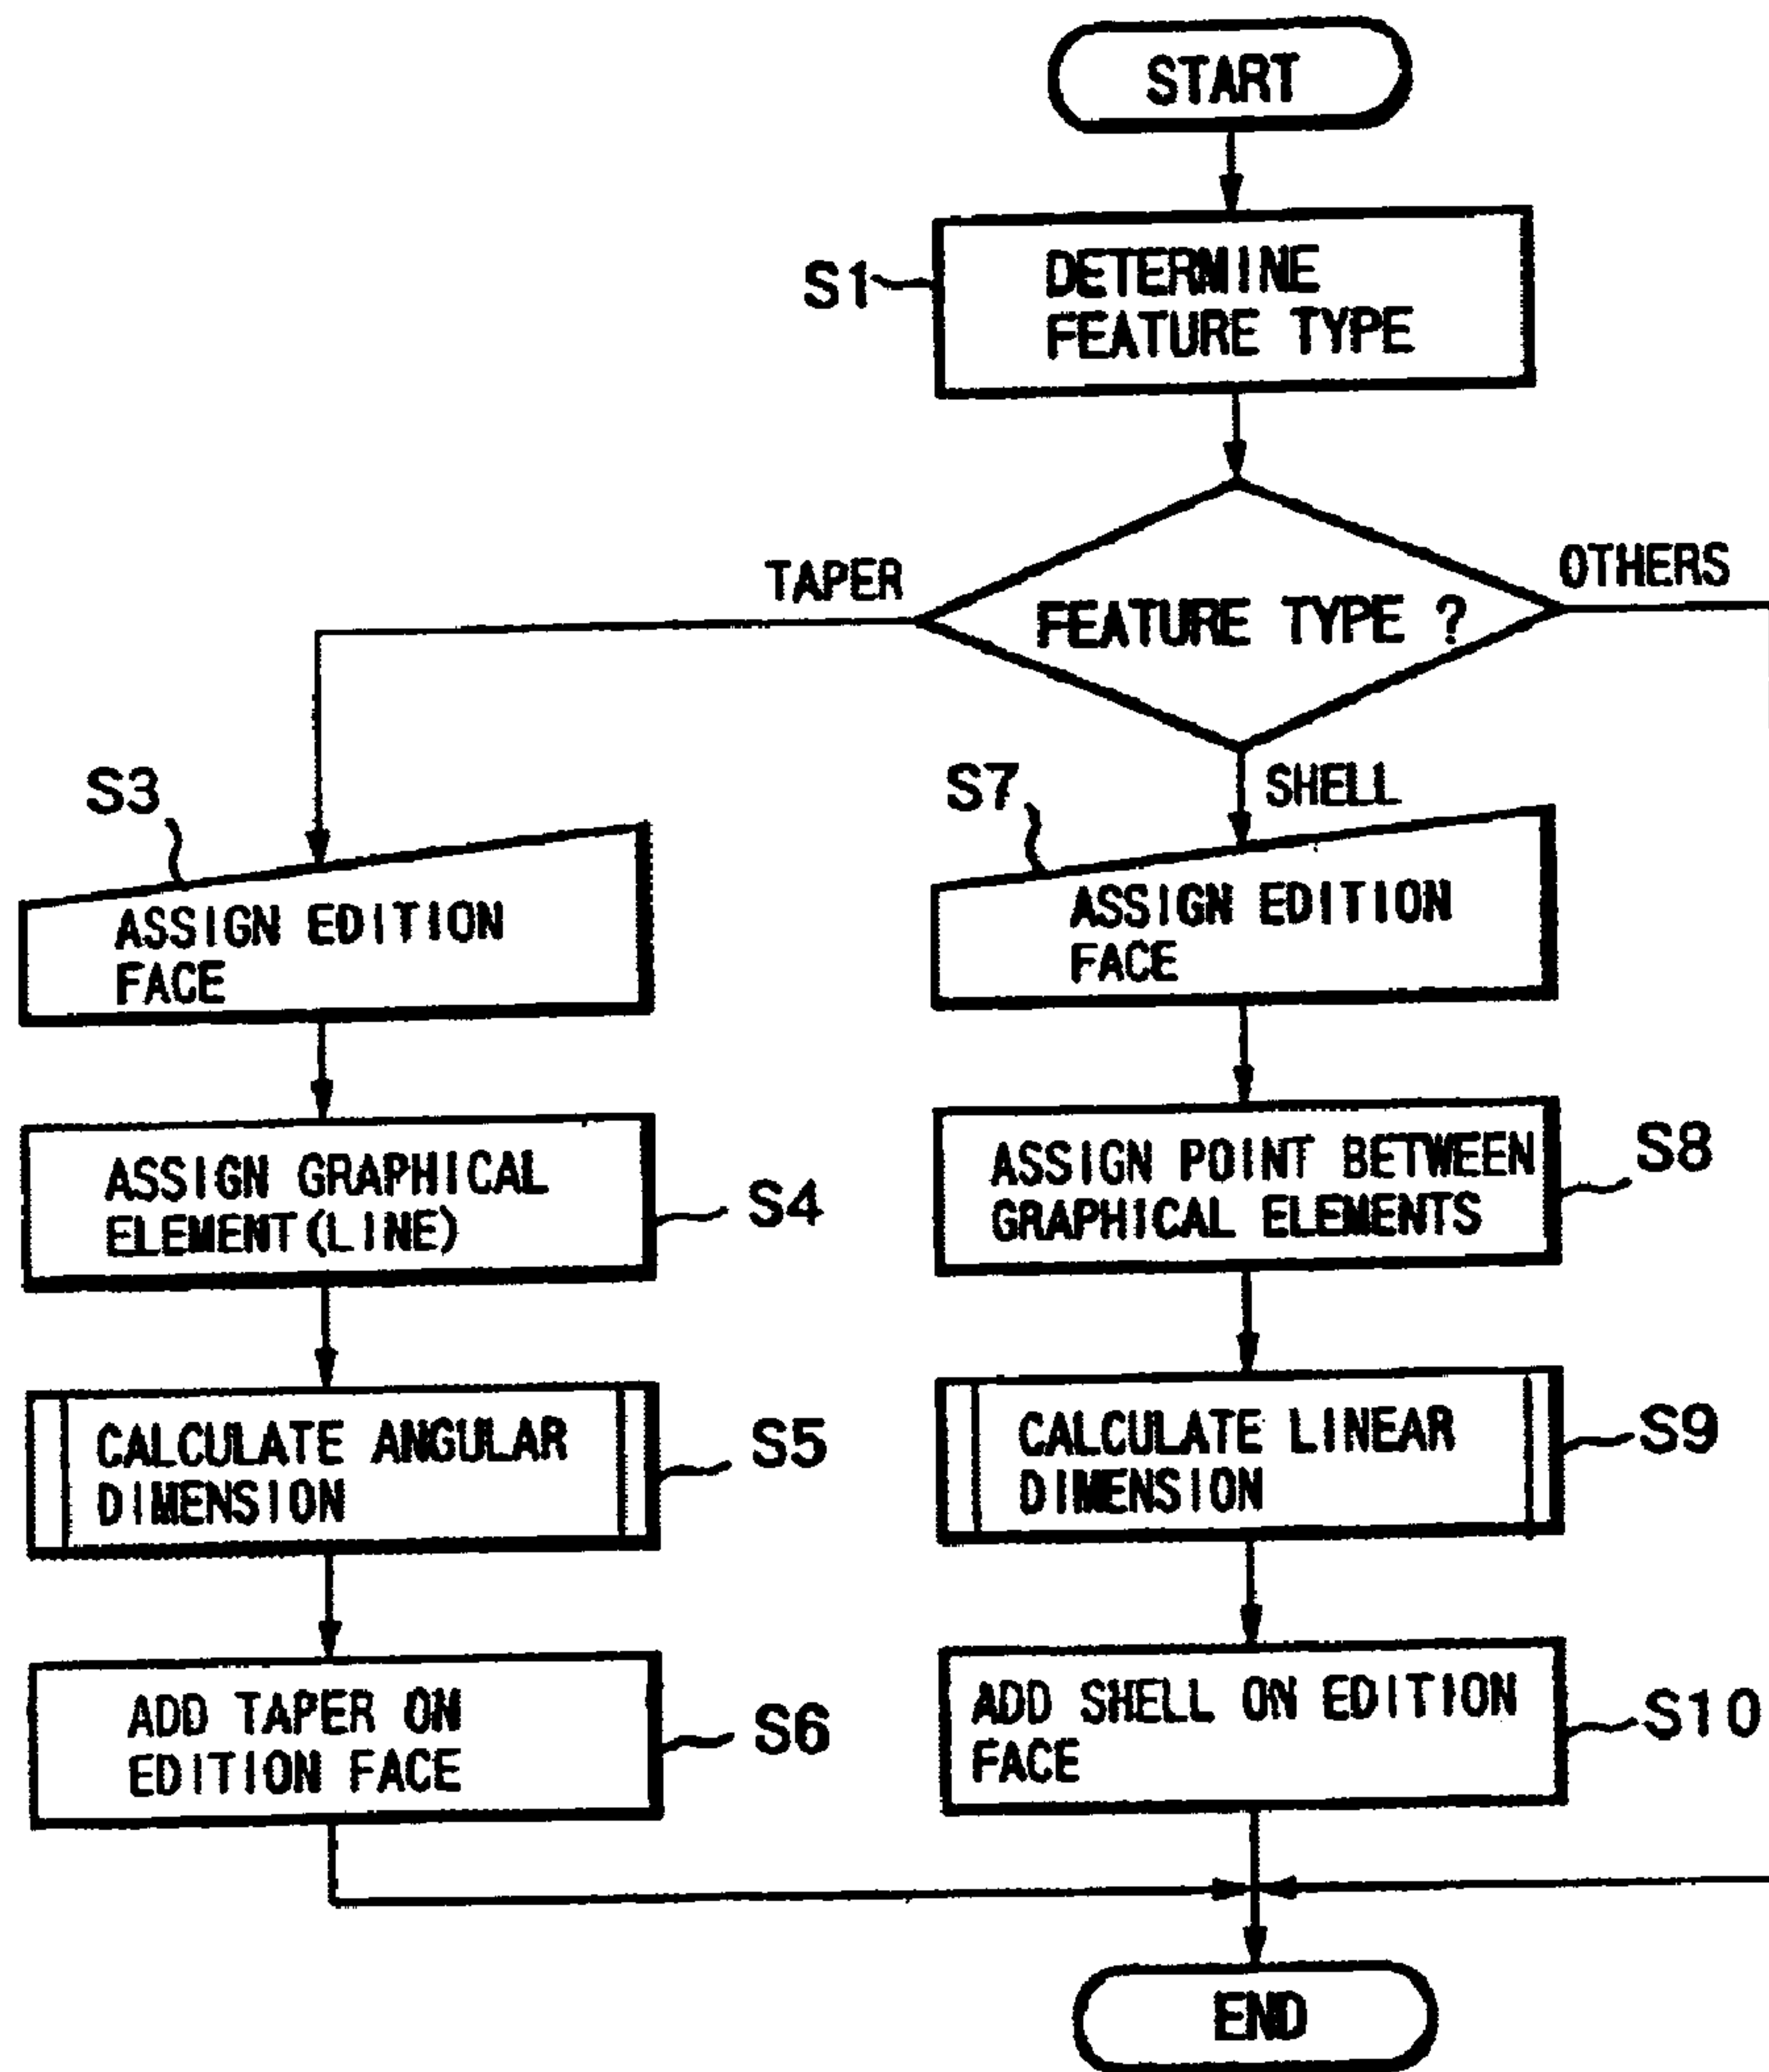 START
S1
DETERMINE
FEATURE TYPE
TAPER
FEATURE TYPE ?
OTHERS
SHELL
S3
ASSIGN EDITION
FACE
ASSIGN GRAPHICAL
ELEMENT(LINE)
S4
CALCULATE ANGULAR
DIMENSION
S5
ADD TAPER ON
EDITION FACE
S6
S7
ASSIGN EDITION
FACE
ASSIGN POINT BETWEEN
GRAPHICAL ELEMENTS
S8
CALCULATE LINEAR
DIMENSION
S9
ADD SHELL ON EDITION
FACE
S10
END